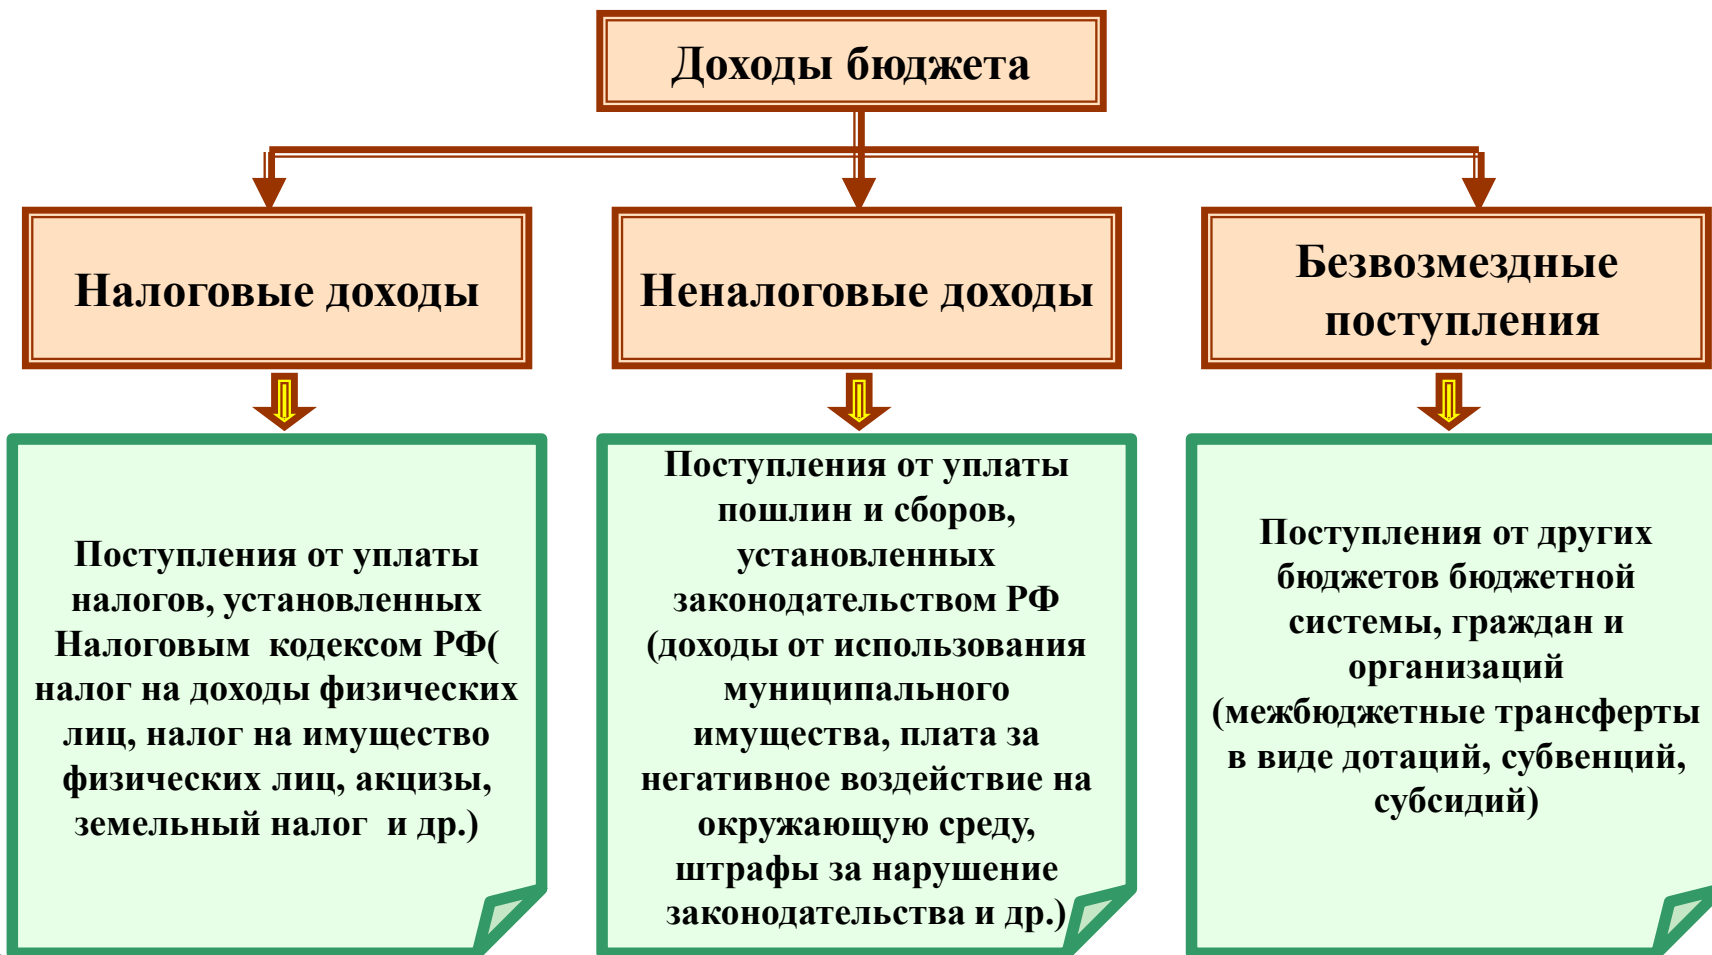 Доходы бюджета
Налоговые доходы
Неналоговые доходы
Безвозмездные
поступления
Поступления от уплаты
налогов, установленных
Налоговым  кодексом РФ(
налог на доходы физических
лиц, налог на имущество
физических лиц, акцизы,
земельный налог  и др.)
Поступления от уплаты
пошлин и сборов,
установленных
законодательством РФ
(доходы от использования
муниципального
имущества, плата за
негативное воздействие на
окружающую среду,
штрафы за нарушение
законодательства и др.)
Поступления от других
бюджетов бюджетной
системы, граждан и
организаций
(межбюджетные трансферты
в виде дотаций, субвенций,
субсидий)